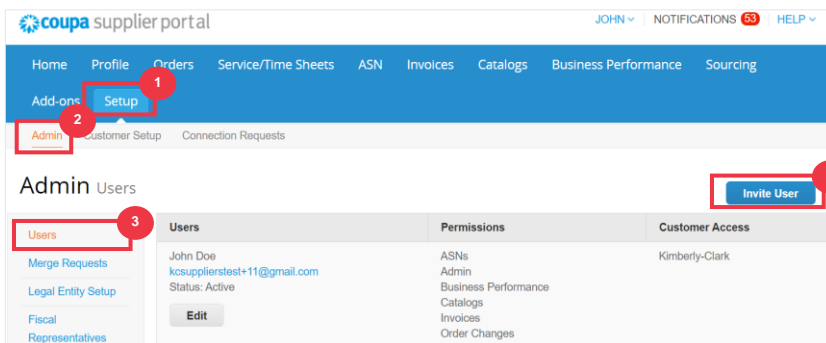 coupa supplier portal
JOHN NOTIFICATIONS 53 HELP
Home Profile Orders Service/Time Sheets ASN Invoices Catalogs Business Performance Sourcing
1
Add-ons Setup
2
Admin Customer Setup Connection Requests
Admin Users
Invite User
3
Users
Users Permissions Customer Access
Merge Requests
Legal Entity Setup
Fiscal
Representatives
John Doe
kcsupplierstest+11@gmail.com
Status: Active
Edit
ASNs
Admin
Business Performance
Catalogs
Invoices
Order Changes
Kimberly-Clark